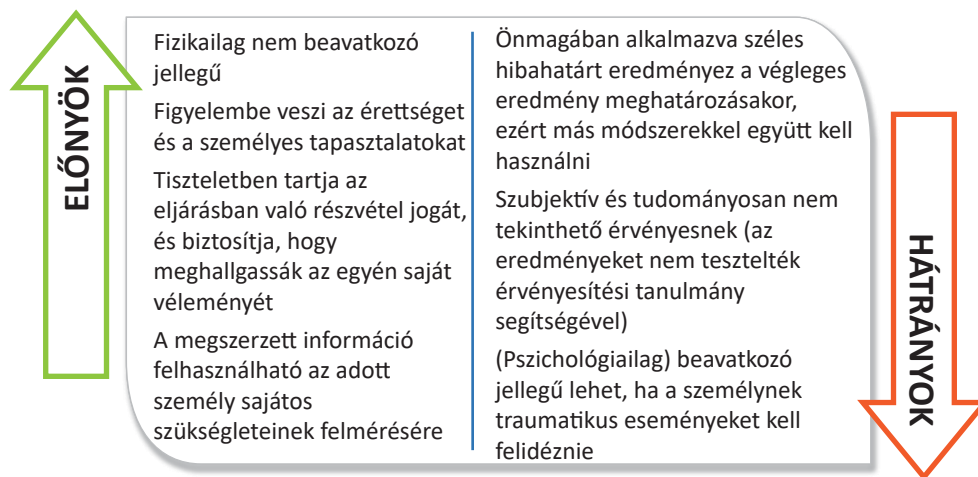 ELŐNYÖK
Fizikailag nem beavatkozó
jellegű
Figyelembe veszi az érettséget
és a személyes tapasztalatokat
Tiszteletben tartja az
eljárásban való részvétel jogát,
és biztosítja, hogy
meghallgassák az egyén saját
véleményét
A megszerzett információ
felhasználható az adott
személy sajátos
szükségleteinek felmérésére
Önmagában alkalmazva széles
hibahatárt eredményez a végleges
eredmény meghatározásakor,
ezért más módszerekkel együtt kell
használni
Szubjektív és tudományosan nem
tekinthető érvényesnek (az
eredményeket nem tesztelték
érvényesítési tanulmány
segítségével)
(Pszichológiailag) beavatkozó
jellegű lehet, ha a személynek
traumatikus eseményeket kell
felidéznie
HÁTRÁNYOK